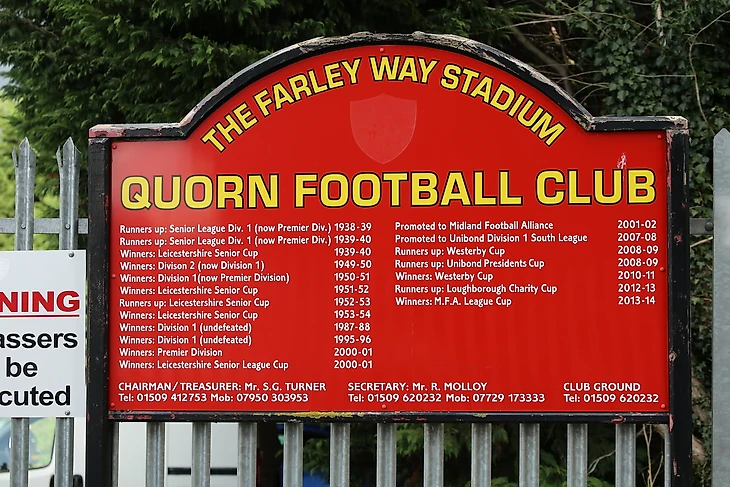 THE FARLEY WAY STADIUM
QUORN FOOTBALL CLUB
Runners up: Senior League Div. 1 (now Premier Div.) 1938-39
Runners up: Senior League Div. 1 (now Premier Div.) 1939-40
Winners: Leicestershire Senior Cup 1939-40
Winners: Divison 2 (now Division 1) 1949-50
Winners: Division 1 (now Premier Division) 1950-51
Winners: Leicestershire Senior Cup 1951-52
Runners up: Leicestershire Senior Cup 1952-53
Winners: Leicestershire Senior Cup 1953-54
Winners: Division 1 (undefeated) 1987-88
Winners: Division 1 (undefeated) 1995-96
Winners: Premier Division 2000-01
Winners: Leicestershire Senior League Cup 2000-01
Promoted to Midland Football Alliance 2001-02
Promoted to Unibond Division 1 South League 2007-08
Runners up: Westerby Cup 2008-09
Runners up: Unibond Presidents Cup 2008-09
Winners: Westerby Cup 2010-11
Runners up: Loughborough Charity Cup 2012-13
Winners: M.F.A. League Cup 2013-14
CHAIRMAN/TREASURER: Mr. S.G. TURNER
Tel: 01509 412753 Mob: 07950 303953
SECRETARY: Mr. R. MOLLOY
Tel: 01509 620232 Mob: 07729 173333
CLUB GROUND
Tel: 01509 620232
NING
assers
be
cuted